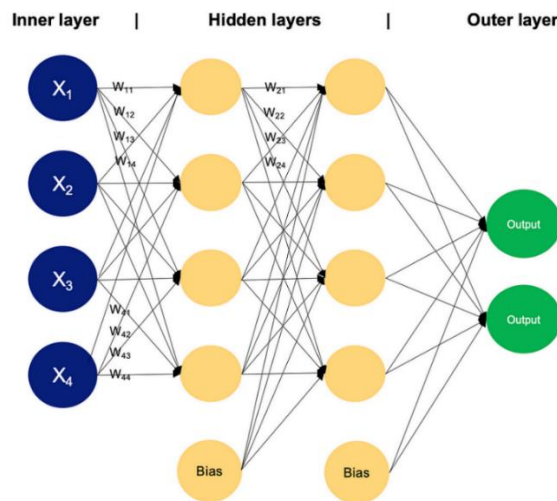 Inner layer | Hidden layers | Outer layer
X1
X2
X3
X4
W11
W12
W13
W14
W41
W42
W43
W44
W21
W22
W23
W24
Bias
Bias
Output
Output